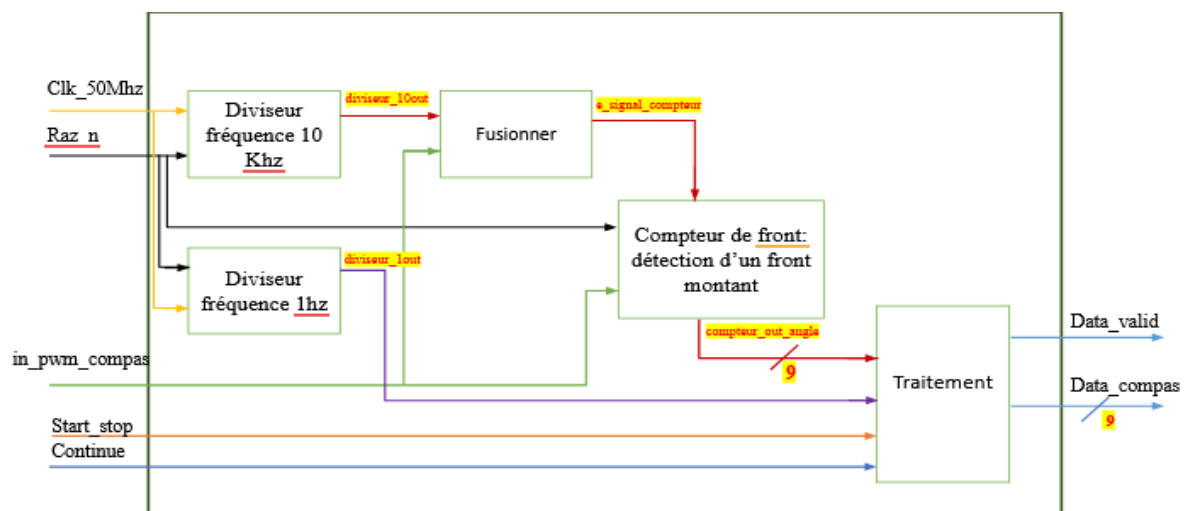 Clk_50Mhz
Raz_n
in_pwm_compas
Start_stop
Continue
Diviseur
fréquence 10
Khz
diviseur_10out
Fusionner
e_signal_compteur
Diviseur
fréquence 1hz
diviseur_1out
Compteur de front:
détection d’un front
montant
compteur_out_angle
9
Traitement
Data_valid
Data_compas
9